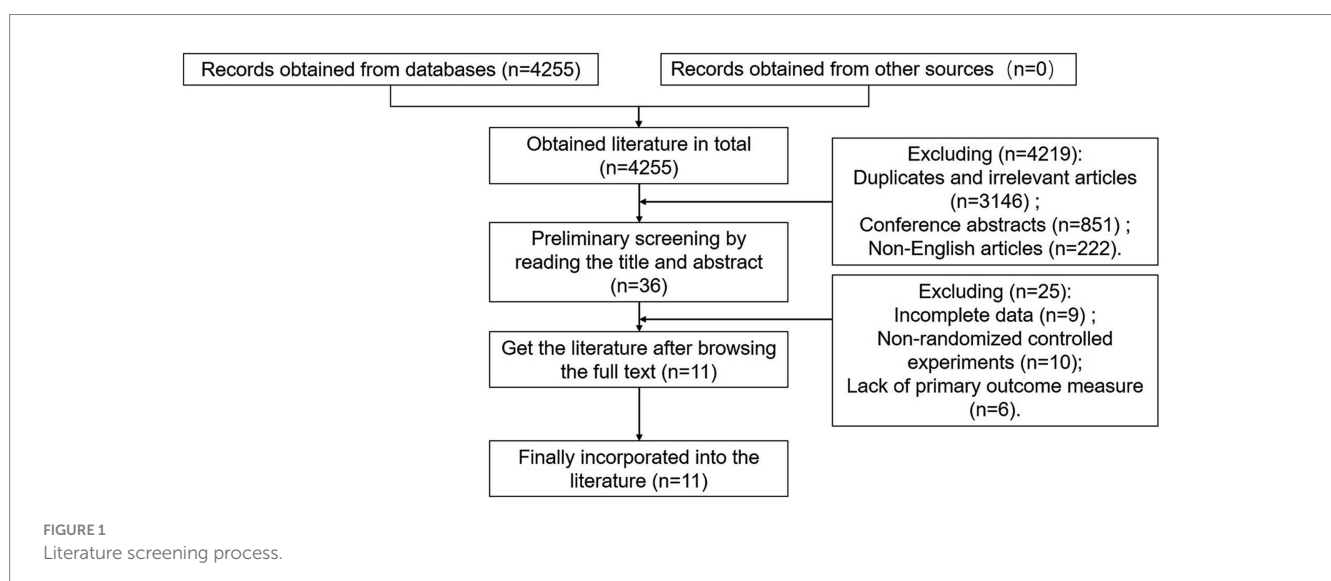 Records obtained from databases (n=4255)
Records obtained from other sources（n=0)
Obtained literature in total
(n=4255)
Excluding (n=4219):
Duplicates and irrelevant articles
(n=3146) ;
Conference abstracts (n=851) ;
Non-English articles (n=222).
Preliminary screening by
reading the title and abstract
(n=36)
Excluding (n=25):
Incomplete data (n=9) ;
Non-randomized controlled
experiments (n=10);
Lack of primary outcome measure
(n=6).
Get the literature after browsing
the full text (n=11)
Finally incorporated into the
literature (n=11)
FIGURE 1
Literature screening process.